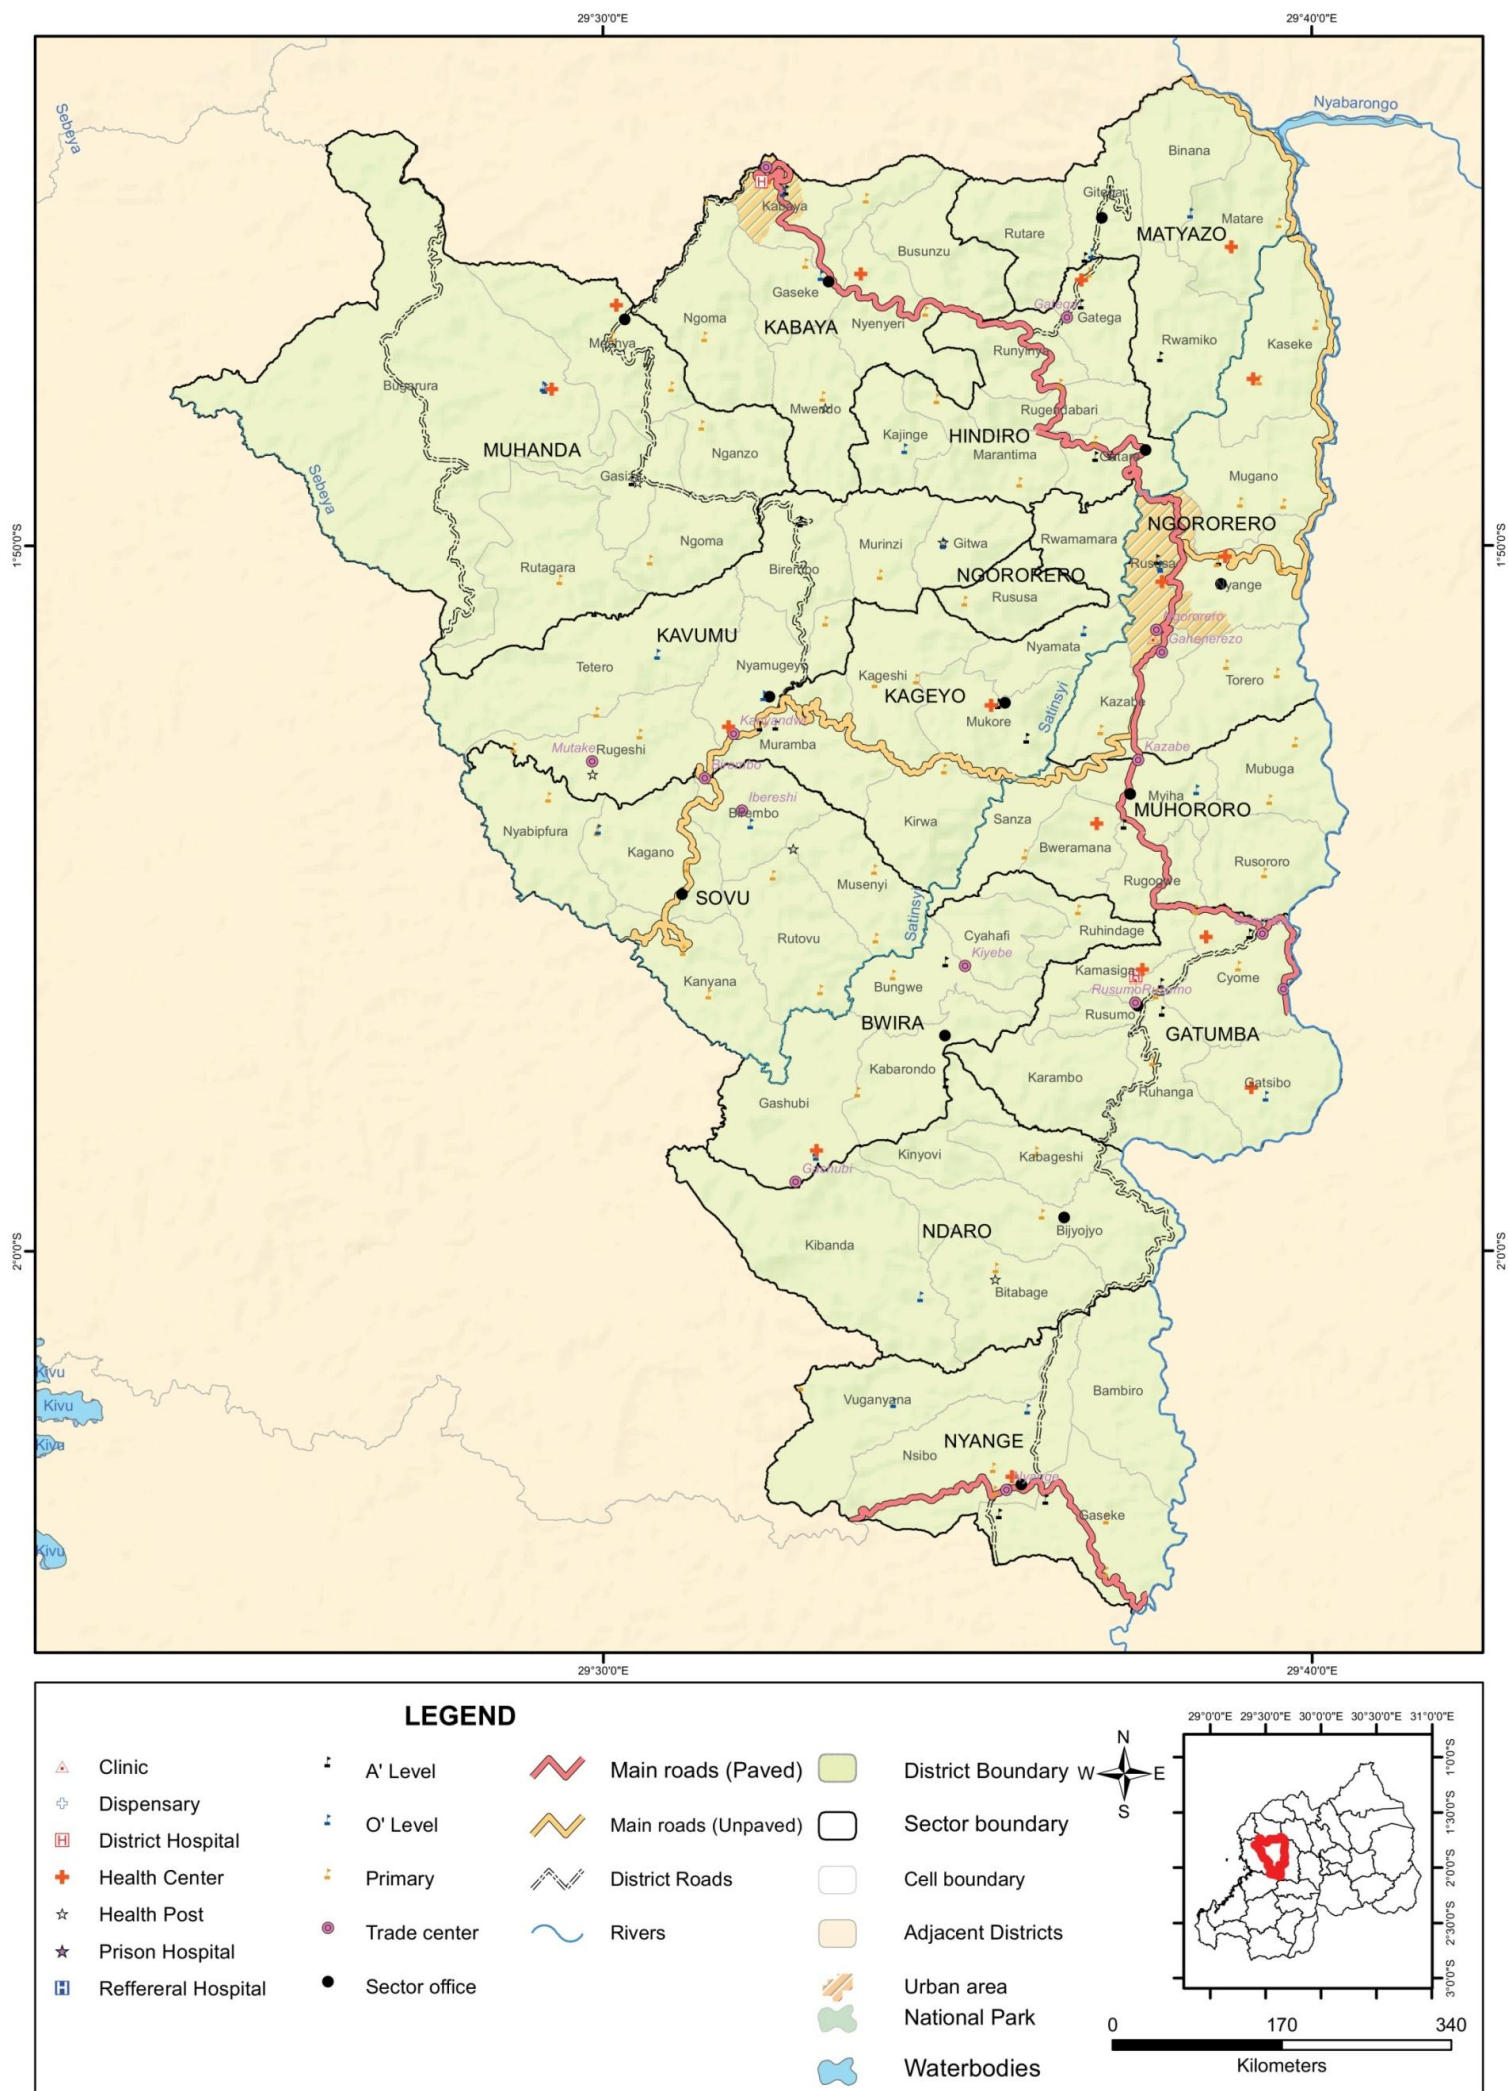 29°30'0"E
29°40'0"E
Nyabarongo
Sebeya
Binana
Gitega
Kabaya
Matare
Rutare
MATYAZO
Busunzu
Gaseke
Gatega
Gatega
Ngoma
KABAYA
Nyenyeri
Rwamiko
Kaseke
Runyinya
Bugarura
Mwendo
Rugendabari
Kajinge
HINDIRO
MUHANDA
Nganzo
Marantima
Gatare
Mugano
Sebeya
NGORORERO
1°50'0"S
1°50'0"S
Ngoma
Murinzi
Gitwa
Rwamamara
Rutagara
Birembo
NGORORERO
Rususa
Nyange
Rususa
Ngororero
KAVUMU
Gahenerezo
Tetero
Nyamugeyo
Nyamata
Kageshi
Torero
KAGEYO
Satinsyi
Kazabe
Mukore
Kanyandwi
Mutake
Rugeshi
Muramba
Kazabe
Birembo
Mubuga
Ibereshi
Myiha
Birembo
MUHORORO
Nyabipfura
Kirwa
Sanza
Kagano
Bweramana
Rusororo
Musenyi
Rugogwe
SOVU
Satinsyi
Rutovu
Cyahafi
Ruhindage
Kiyebe
Kanyana
Kamasiga
Cyome
Bungwe
Rusumo
Rusumo
Rusumo
BWIRA
GATUMBA
Kabarondo
Karambo
Gatsibo
Gashubi
Ruhanga
Kinyovi
Kabageshi
Gashubi
NDARO
Bijyojyo
Kibanda
2°0'0"S
2°0'0"S
Bitabage
Kivu
Vuganyana
Bambiro
Kivu
NYANGE
Kivu
Nsibo
Nyange
Gaseke
Kivu
29°30'0"E
29°40'0"E
LEGEND
Clinic
Dispensary
District Hospital
Health Center
Health Post
Prison Hospital
Reffereral Hospital
A' Level
O' Level
Primary
Trade center
Sector office
Main roads (Paved)
Main roads (Unpaved)
District Roads
Rivers
District Boundary
Sector boundary
Cell boundary
Adjacent Districts
Urban area
National Park
Waterbodies
N
W
E
S
29°0'0"E 29°30'0"E 30°0'0"E 30°30'0"E 31°0'0"E
1°0'0"S
1°30'0"S
2°0'0"S
2°30'0"S
3°0'0"S
0 170 340
Kilometers